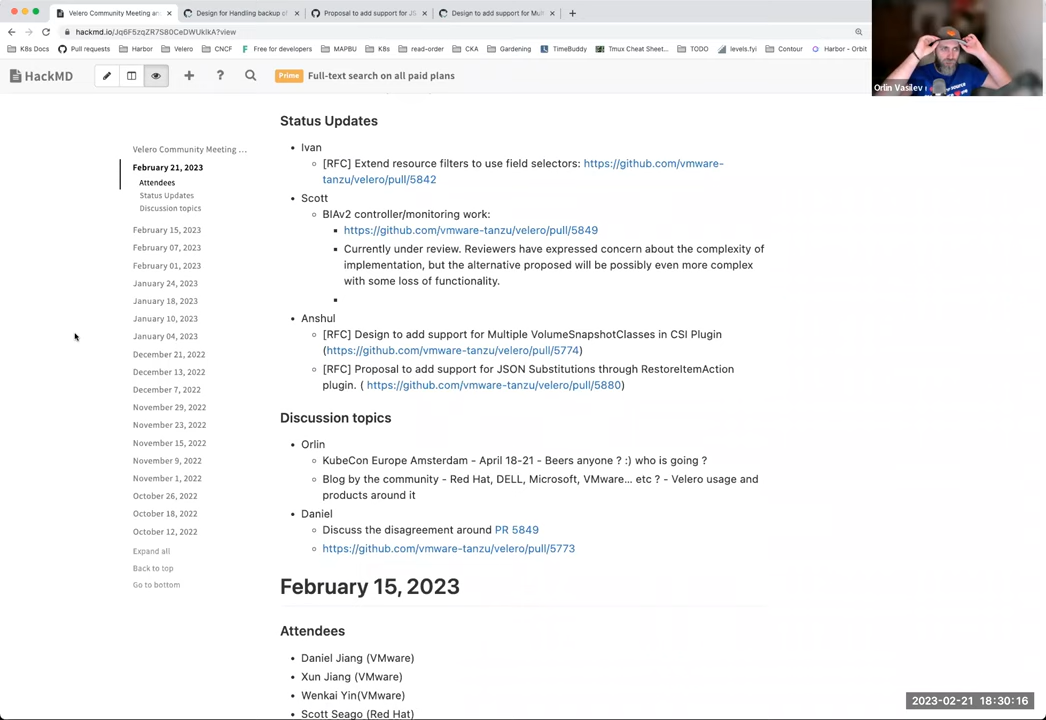 Velero Community Meeting an
Design for Handling backup of
Proposal to add support for JS
Design to add support for Mul
hackmd.io/Jq6F5zqZR7S80CeDWUklkA?view
K8s Docs
Pull requests
Harbor
Velero
CNCF
Free for developers
MAPBU
K8s
read-order
CKA
Gardening
TimeBuddy
Tmux Cheat Sheet...
TODO
levels.fyi
Contour
Harbor - Orbit
HackMD
Prime
Full-text search on all paid plans
Orlin Vasilev
Velero Community Meeting ...
February 21, 2023
Attendees
Status Updates
Discussion topics
February 15, 2023
February 07, 2023
February 01, 2023
January 24, 2023
January 18, 2023
January 10, 2023
January 04, 2023
December 21, 2022
December 13, 2022
December 7, 2022
November 29, 2022
November 23, 2022
November 15, 2022
November 9, 2022
November 1, 2022
October 26, 2022
October 18, 2022
October 12, 2022
Expand all
Back to top
Go to bottom
Status Updates
Ivan
[RFC] Extend resource filters to use field selectors: https://github.com/vmware-
tanzu/velero/pull/5842
Scott
BIAv2 controller/monitoring work:
https://github.com/vmware-tanzu/velero/pull/5849
Currently under review. Reviewers have expressed concern about the complexity of
implementation, but the alternative proposed will be possibly even more complex
with some loss of functionality.
Anshul
[RFC] Design to add support for Multiple VolumeSnapshotClasses in CSI Plugin
(https://github.com/vmware-tanzu/velero/pull/5774)
[RFC] Proposal to add support for JSON Substitutions through RestoreItemAction
plugin. ( https://github.com/vmware-tanzu/velero/pull/5880)
Discussion topics
Orlin
KubeCon Europe Amsterdam - April 18-21 - Beers anyone ? :) who is going ?
Blog by the community - Red Hat, DELL, Microsoft, VMware... etc ? - Velero usage and
products around it
Daniel
Discuss the disagreement around PR 5849
https://github.com/vmware-tanzu/velero/pull/5773
February 15, 2023
Attendees
Daniel Jiang (VMware)
Xun Jiang (VMware)
Wenkai Yin(VMware)
Scott Seago (Red Hat)
2023-02-21 18:30:16